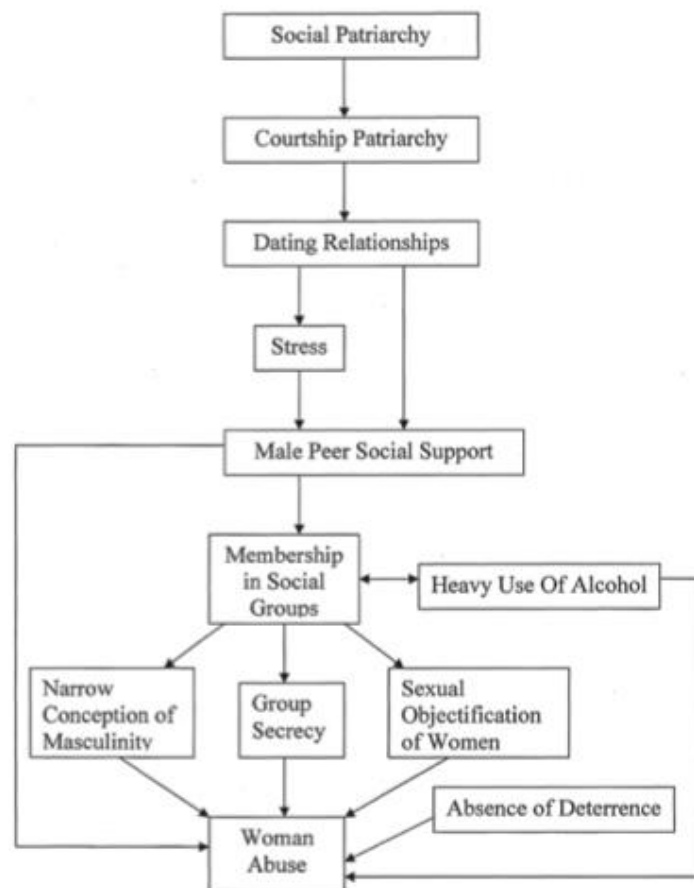 Social Patriarchy
Courtship Patriarchy
Dating Relationships
Stress
Male Peer Social Support
Membership
in Social
Groups
Heavy Use Of Alcohol
Narrow
Conception of
Masculinity
Group
Secrecy
Sexual
Objectification
of Women
Absence of Deterrence
Woman
Abuse